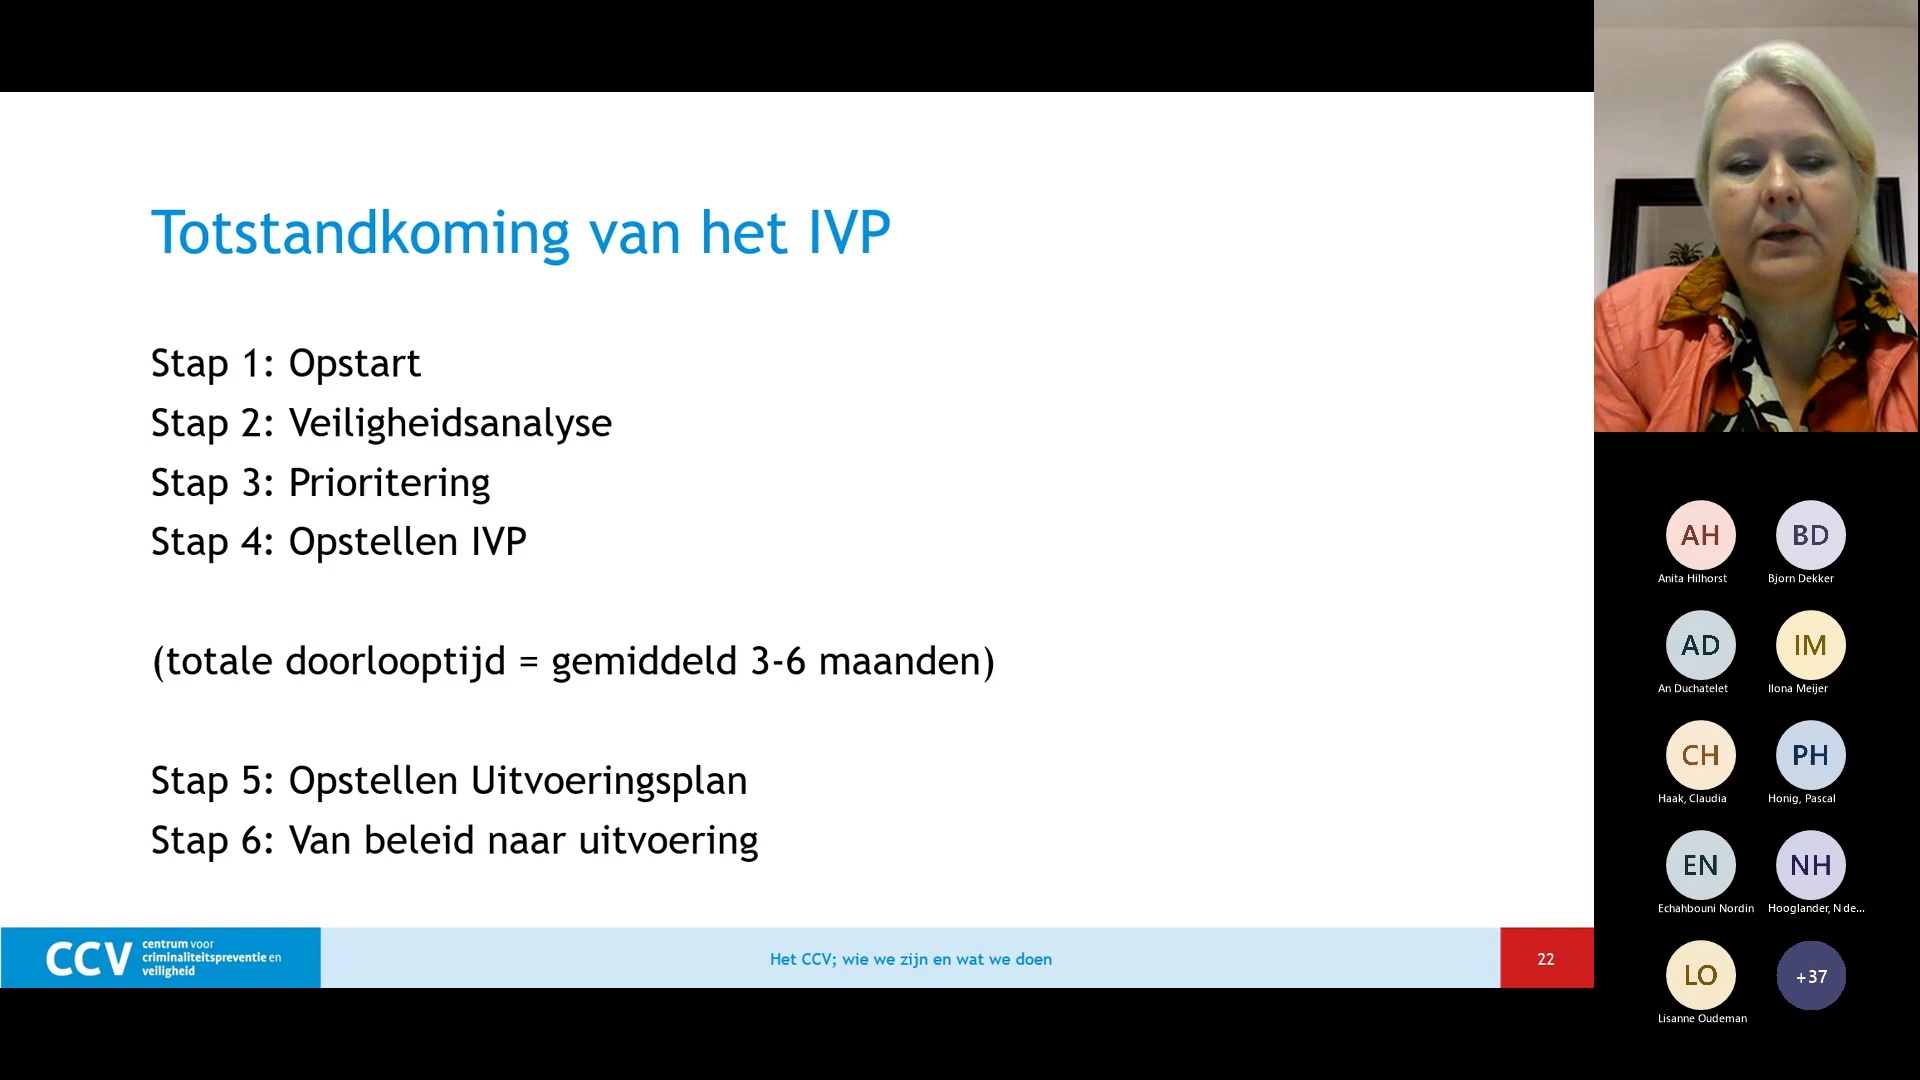 Totstandkoming van het IVP
Stap 1: Opstart
Stap 2: Veiligheidsanalyse
Stap 3: Prioritering
Stap 4: Opstellen IVP
(totale doorlooptijd = gemiddeld 3-6 maanden)
Stap 5: Opstellen Uitvoeringsplan
Stap 6: Van beleid naar uitvoering
CCV
centrum voor
criminaliteitspreventie en
veiligheid
Het CCV; wie we zijn en wat we doen
22
AH
Anita Hilhorst
BD
Bjorn Dekker
AD
An Duchatelet
IM
Ilona Meijer
CH
Haak, Claudia
PH
Honig, Pascal
EN
Echahbouni Nordin
NH
Hooglander, N de...
LO
Lisanne Oudeman
+37